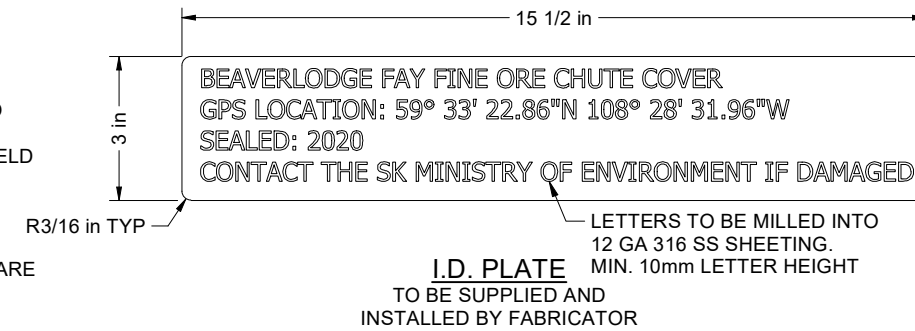 15 1/2 in
3 in
BEAVERLODGE FAY FINE ORE CHUTE COVER
GPS LOCATION: 59° 33' 22.86"N 108° 28' 31.96"W
SEALED: 2020
CONTACT THE SK MINISTRY OF ENVIRONMENT IF DAMAGED
R3/16 in TYP
LETTERS TO BE MILLED INTO
12 GA 316 SS SHEETING.
MIN. 10mm LETTER HEIGHT
I.D. PLATE
TO BE SUPPLIED AND
INSTALLED BY FABRICATOR